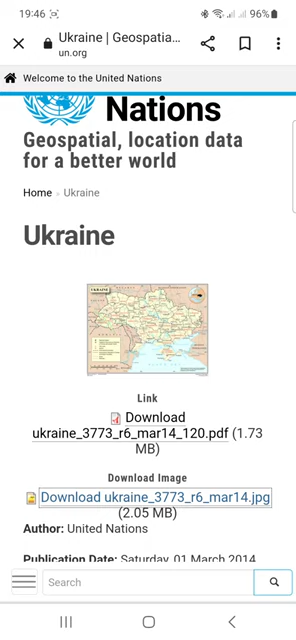 19:46
96%
Ukraine | Geospatia...
un.org
Welcome to the United Nations
Nations
Geospatial, location data
for a better world
Home » Ukraine
Ukraine
UKRAINE
Link
Download
ukraine_3773_r6_mar14_120.pdf (1.73
MB)
Download Image
Download ukraine_3773_r6_mar14.jpg
(2.05 MB)
Author: United Nations
Publication Date: Saturday, 01 March 2014
Search